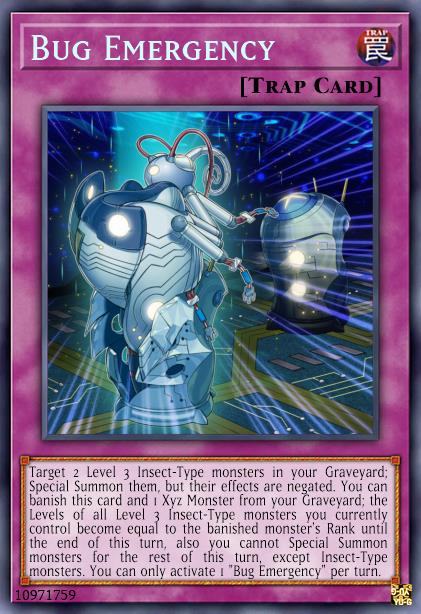 Bug Emergency
TRAP
罠
[Trap Card]
Target 2 Level 3 Insect-Type monsters in your Graveyard;
Special Summon them, but their effects are negated. You can
banish this card and 1 Xyz Monster from your Graveyard; the
Levels of all Level 3 Insect-Type monsters you currently
control become equal to the banished monster's Rank until
the end of this turn, also you cannot Special Summon
monsters for the rest of this turn, except Insect-Type
monsters. You can only activate 1 "Bug Emergency" per turn.
10971759